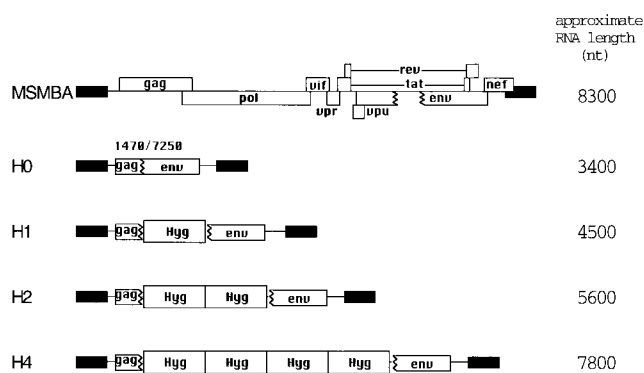 approximate
RNA length
(nt)
rev
gag vif tat nef
MSMBA 8300
pol env
vpr vpu
1470/7250
H0 gag env 3400
H1 gag Hyg env 4500
H2 gag Hyg Hyg env 5600
H4 gag Hyg Hyg Hyg Hyg env 7800